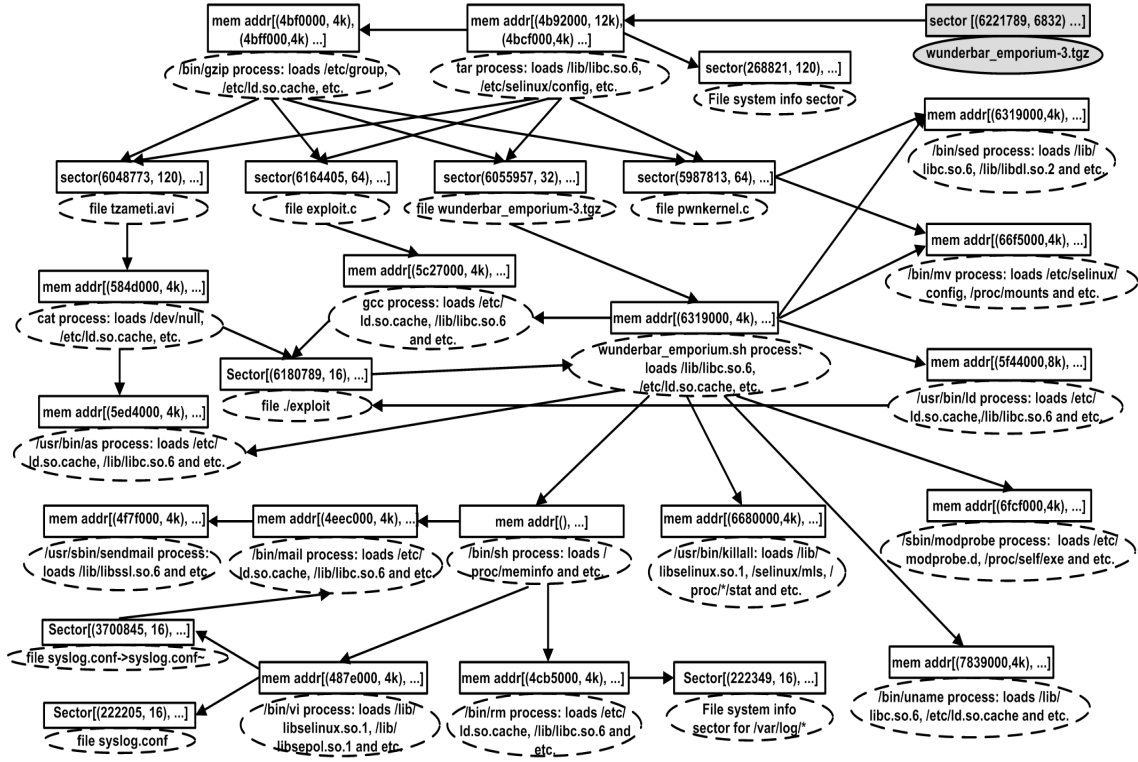 mem addr[(4bf0000, 4k),
(4bff000,4k) ...]
/bin/gzip process: loads /etc/group,
/etc/ld.so.cache, etc.
mem addr[(4b92000, 12k),
(4bcf000,4k) ...]
tar process: loads /lib/libc.so.6,
/etc/selinux/config, etc.
sector [(6221789, 6832) ...]
wunderbar_emporium-3.tgz
sector(268821, 120), ...]
File system info sector
mem addr[(6319000,4k), ...]
/bin/sed process: loads /lib/
libc.so.6, /lib/libdl.so.2 and etc.
sector(6048773, 120), ...]
file tzameti.avi
sector(6164405, 64), ...]
file exploit.c
sector(6055957, 32), ...]
file wunderbar_emporium-3.tgz
sector(5987813, 64), ...]
file pwnkernel.c
mem addr[(66f5000,4k), ...]
/bin/mv process: loads /etc/selinux/
config, /proc/mounts and etc.
mem addr[(584d000, 4k), ...]
cat process: loads /dev/null,
/etc/ld.so.cache, etc.
mem addr[(5c27000, 4k), ...]
gcc process: loads /etc/
ld.so.cache, /lib/libc.so.6
and etc.
mem addr[(6319000, 4k), ...]
wunderbar_emporium.sh process:
loads /lib/libc.so.6,
/etc/ld.so.cache, etc.
Sector[(6180789, 16), ...]
file ./exploit
mem addr[(5f44000,8k), ...]
/usr/bin/ld process: loads /etc/
ld.so.cache,/lib/libc.so.6 and etc.
mem addr[(5ed4000, 4k), ...]
/usr/bin/as process: loads /etc/
ld.so.cache, /lib/libc.so.6 and etc.
mem addr[(4f7f000, 4k), ...]
/usr/sbin/sendmail process:
loads /lib/libssl.so.6 and etc.
mem addr[(4eec000, 4k), ...]
/bin/mail process: loads /etc/
ld.so.cache, /lib/libc.so.6 and etc.
mem addr[(), ...]
/bin/sh process: loads /
proc/meminfo and etc.
mem addr[(6680000,4k), ...]
/usr/bin/killall: loads /lib/
libselinux.so.1, /selinux/mls, /
proc/*/stat and etc.
mem addr[(6fcf000, 4k), ...]
/sbin/modprobe process: loads /etc/
modprobe.d, /proc/self/exe and etc.
Sector[(3700845, 16), ...]
file syslog.conf->syslog.conf~
Sector[(222205, 16), ...]
file syslog.conf
mem addr[(487e000, 4k), ...]
/bin/vi process: loads /lib/
libselinux.so.1, /lib/
libsepol.so.1 and etc.
mem addr[(4cb5000, 4k), ...]
/bin/rm process: loads /etc/
ld.so.cache, /lib/libc.so.6 and
etc.
Sector[(222349, 16), ...]
File system info
sector for /var/log/*
mem addr[(7839000,4k), ...]
/bin/uname process: loads /lib/
libc.so.6, /etc/ld.so.cache and etc.